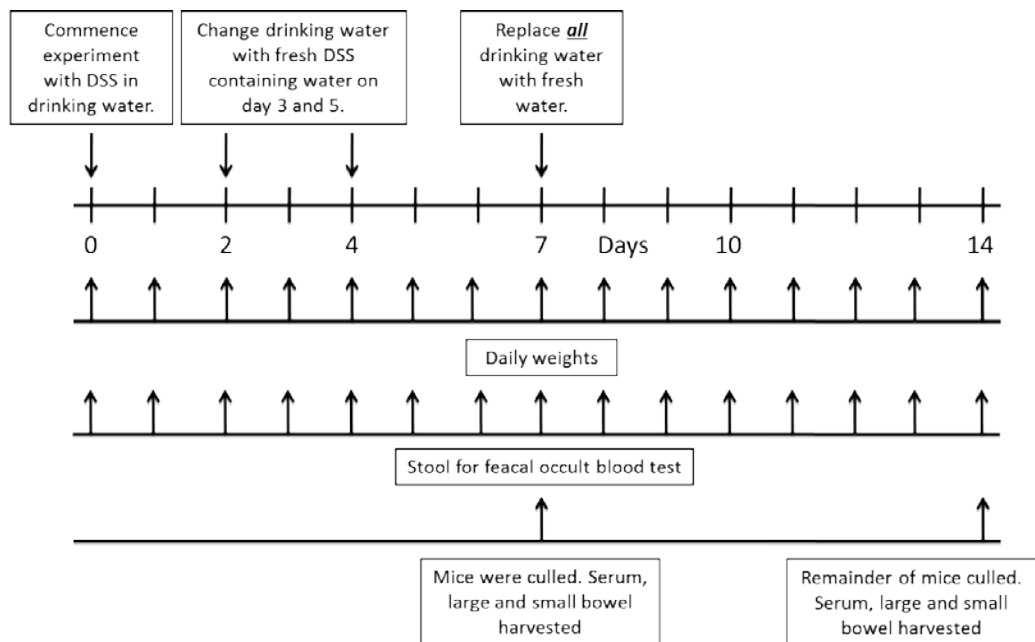 Commence
experiment
with DSS in
drinking water.
Change drinking water
with fresh DSS
containing water on
day 3 and 5.
Replace all
drinking water
with fresh
water.
0 2 4 7 Days 10 14
Daily weights
Stool for feacal occult blood test
Mice were culled. Serum,
large and small bowel
harvested
Remainder of mice culled.
Serum, large and small
bowel harvested